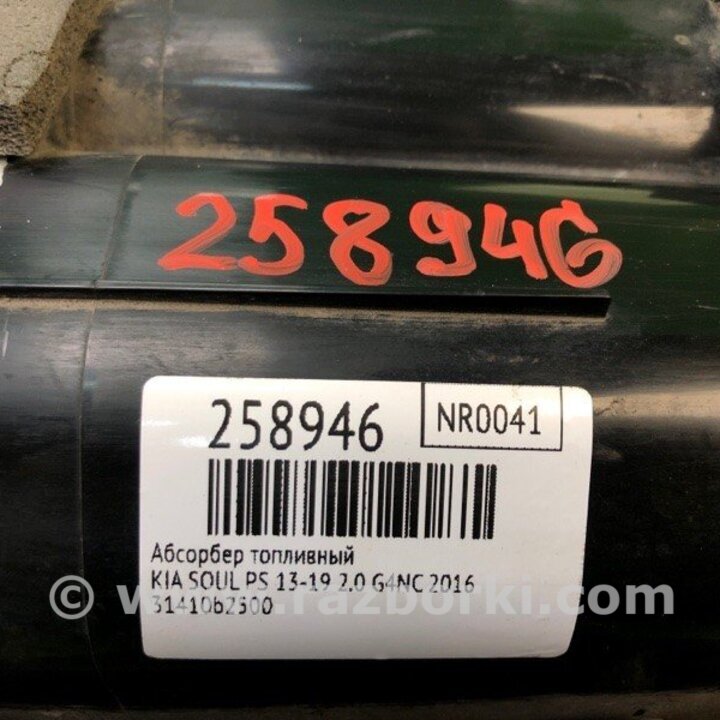 258946
258946
NR0041
Абсорбер топливный
KIA SOUL PS 13-19 2.0 G4NC 2016
31410b2500
© www.razborki.com